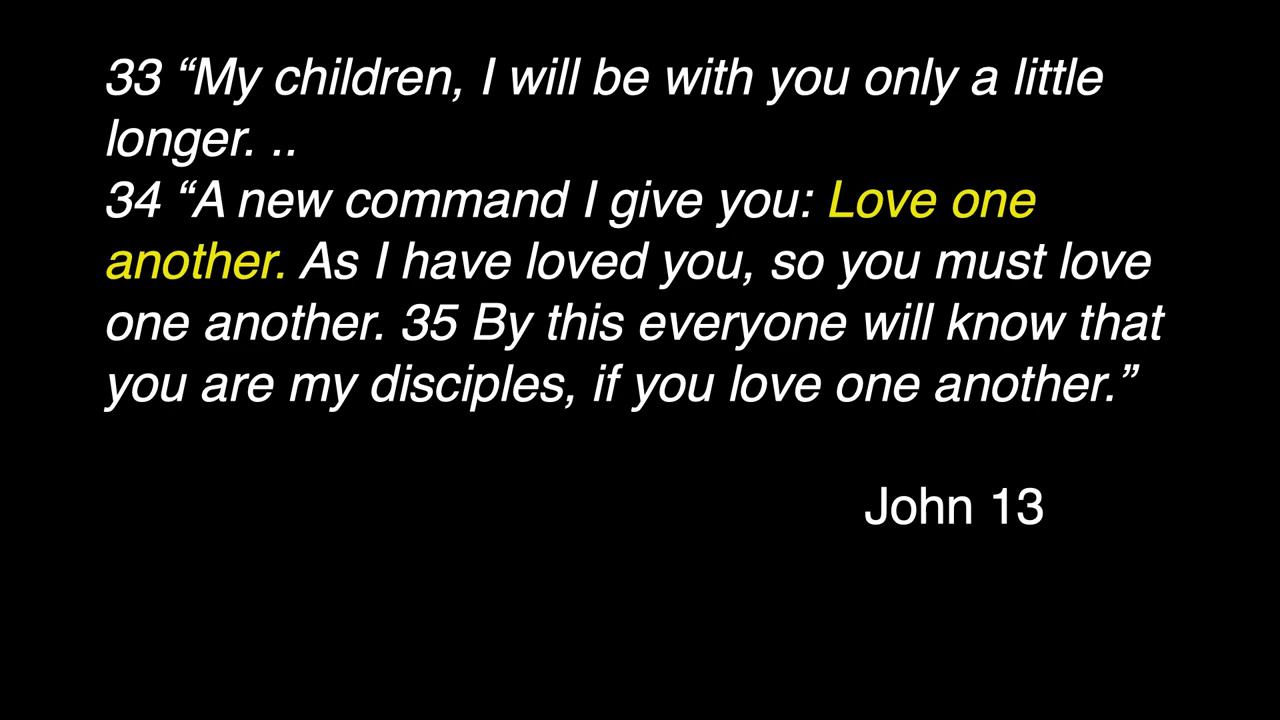 33 “My children, I will be with you only a little
longer. ..
34 “A new command I give you: Love one
another. As I have loved you, so you must love
one another. 35 By this everyone will know that
you are my disciples, if you love one another.”
John 13